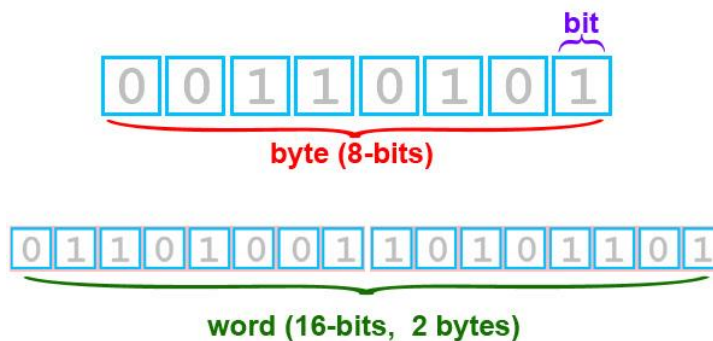 bit
0 0 1 1 0 1 0 1
byte (8-bits)
0 1 1 0 1 0 0 1 1 0 1 0 1 1 0 1
word (16-bits, 2 bytes)